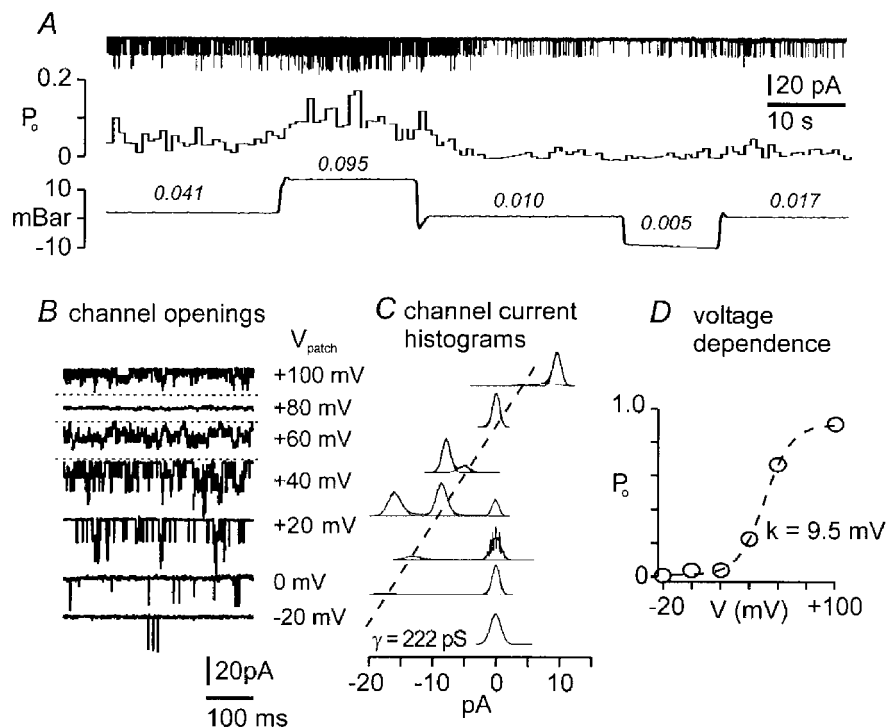 A
0.2
P_o
0
20 pA
10 s
10
mBar
-10
0.041
0.095
0.010
0.005
0.017
B channel openings
V_patch
+100 mV
+80 mV
+60 mV
+40 mV
+20 mV
0 mV
-20 mV
20pA
100 ms
C channel current
histograms
γ = 222 pS
-20 -10 0 10
pA
D voltage
dependence
1.0
P_o
0
k = 9.5 mV
-20 V (mV) +100